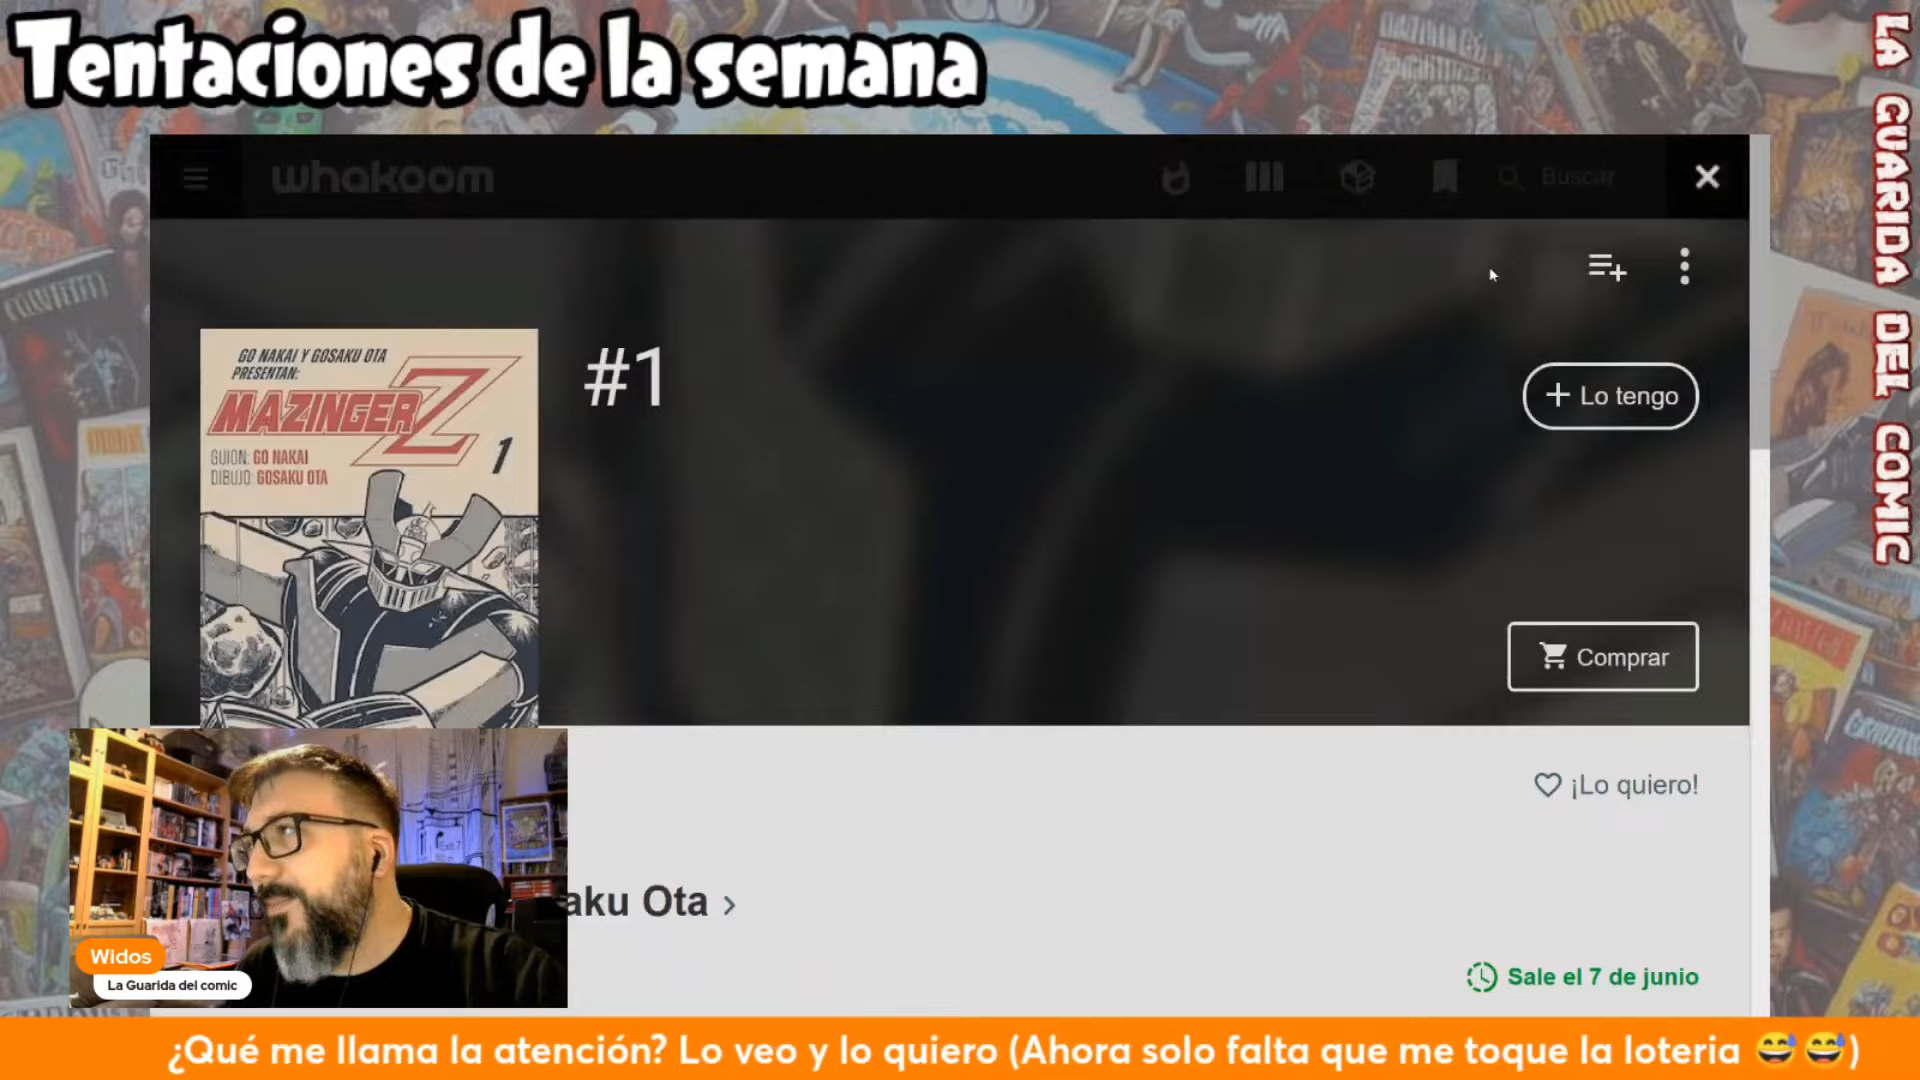 Tentaciones de la semana
LA GUARIDA DEL COMIC
whakoom
Buscar
#1
Lo tengo
GO NAKAI Y GOSAKU OTA
PRESENTAN:
MAZINGER Z
1
GUION: GO NAKAI
DIBUJO: GOSAKU OTA
Comprar
¡Lo quiero!
aku Ota
Widos
La Guarida del comic
Sale el 7 de junio
¿Qué me llama la atención? Lo veo y lo quiero (Ahora solo falta que me toque la loteria 😅😅)